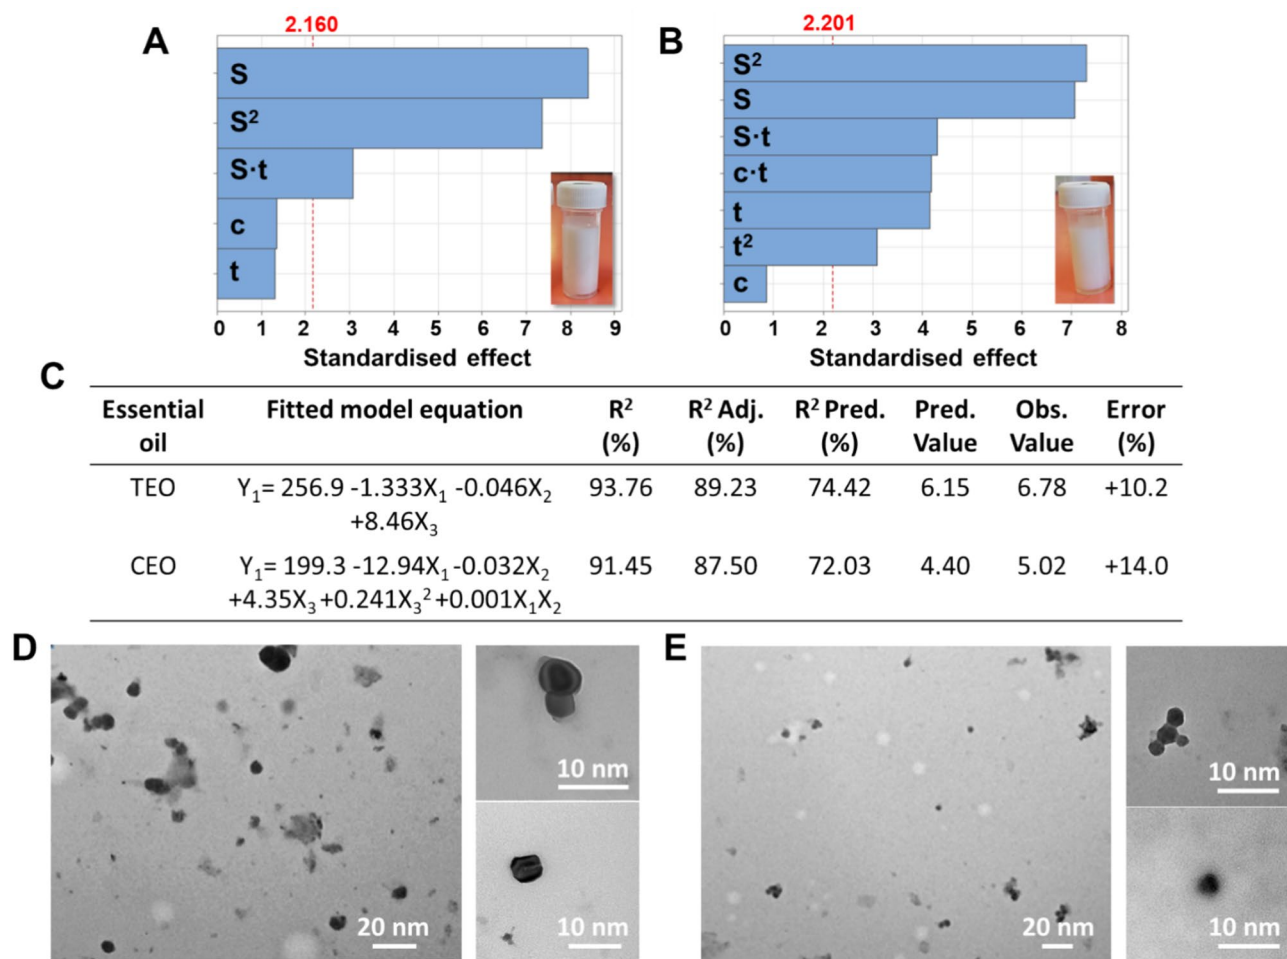 A
2.160
S
S²
S·t
c
t
0 1 2 3 4 5 6 7 8 9
Standardised effect
B
2.201
S²
S
S·t
c·t
t
t²
c
0 1 2 3 4 5 6 7 8
Standardised effect
C
Essential oil
Fitted model equation
R² (%)
R² Adj. (%)
R² Pred. (%)
Pred. Value
Obs. Value
Error (%)
TEO Y₁= 256.9 -1.333X₁ -0.046X₂ 93.76 89.23 74.42 6.15 6.78 +10.2
+8.46X₃
CEO Y₁= 199.3 -12.94X₁ -0.032X₂ 91.45 87.50 72.03 4.40 5.02 +14.0
+4.35X₃ +0.241X₃² +0.001X₁X₂
D
20 nm
10 nm
10 nm
E
20 nm
10 nm
10 nm